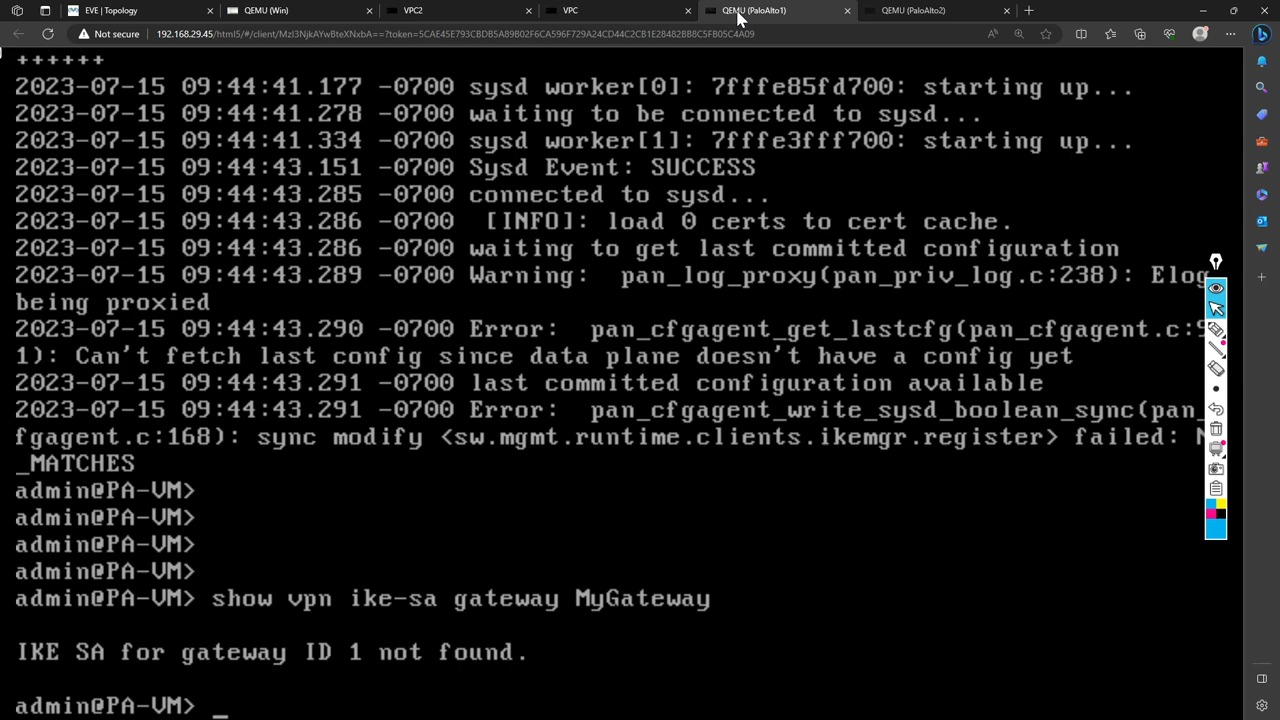 EVE | Topology
QEMU (Win)
VPC2
VPC
QEMU (PaloAlto1)
QEMU (PaloAlto2)
Not secure
192.168.29.45/html5/#/client/MzI3NjkAYwBteXNxbA==?token=5CAE45E793CBDB5A89B02F6CA596F729A24CD44C2CB1E28482BB8C5FB05C4A09
++++++
2023-07-15 09:44:41.177 -0700 sysd worker[0]: 7fffe85fd700: starting up...
2023-07-15 09:44:41.278 -0700 waiting to be connected to sysd...
2023-07-15 09:44:41.334 -0700 sysd worker[1]: 7fffe3fff700: starting up...
2023-07-15 09:44:43.151 -0700 Sysd Event: SUCCESS
2023-07-15 09:44:43.285 -0700 connected to sysd...
2023-07-15 09:44:43.286 -0700  [INFO]: load 0 certs to cert cache.
2023-07-15 09:44:43.286 -0700 waiting to get last committed configuration
2023-07-15 09:44:43.289 -0700 Warning:  pan_log_proxy(pan_priv_log.c:238): Elog
being proxied
2023-07-15 09:44:43.290 -0700 Error:  pan_cfgagent_get_lastcfg(pan_cfgagent.c:9
1): Can't fetch last config since data plane doesn't have a config yet
2023-07-15 09:44:43.291 -0700 last committed configuration available
2023-07-15 09:44:43.291 -0700 Error:  pan_cfgagent_write_sysd_boolean_sync(pan_
fgagent.c:168): sync modify <sw.mgmt.runtime.clients.ikemgr.register> failed: N
_MATCHES
admin@PA-VM>
admin@PA-VM>
admin@PA-VM>
admin@PA-VM>
admin@PA-VM> show vpn ike-sa gateway MyGateway
IKE SA for gateway ID 1 not found.
admin@PA-VM> _